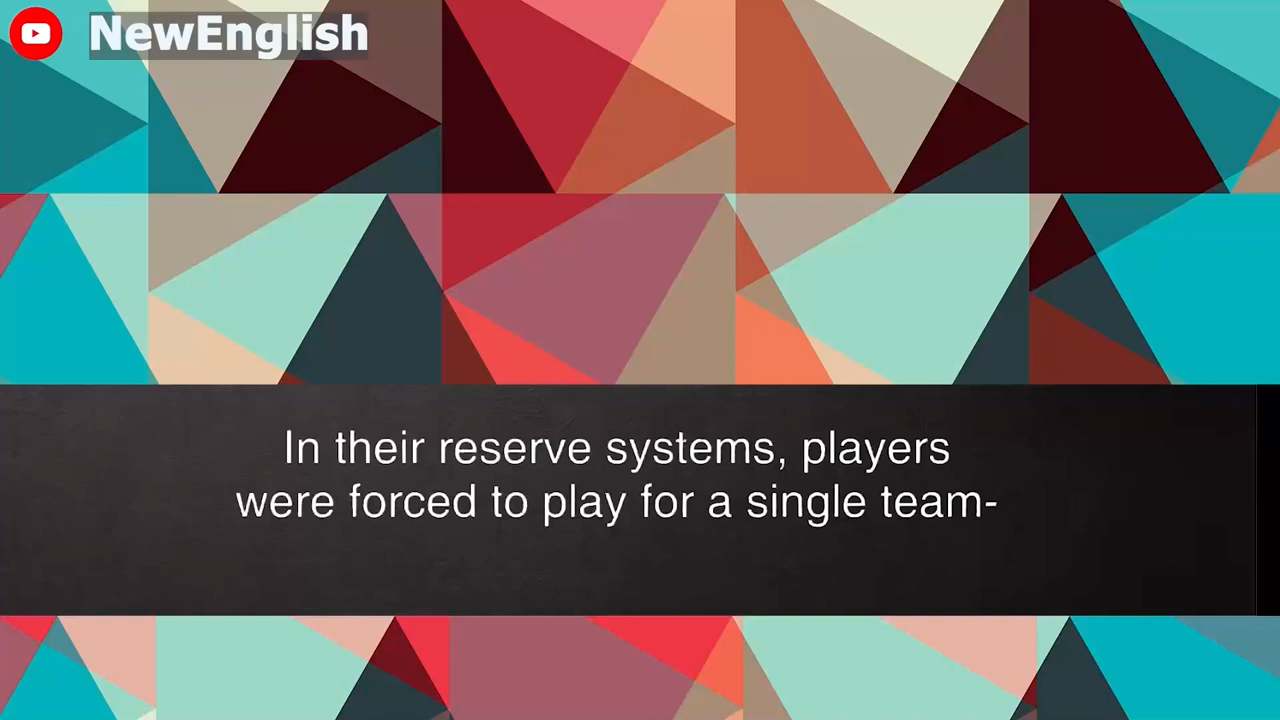 NewEnglish
In their reserve systems, players
were forced to play for a single team-